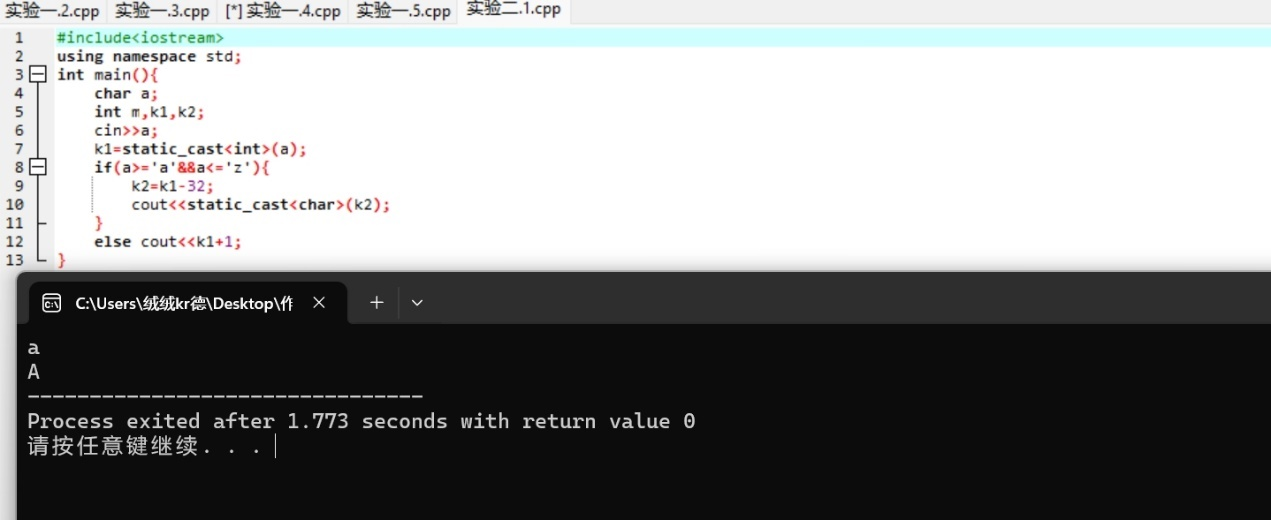 实验一.2.cpp 实验一.3.cpp [*] 实验一.4.cpp 实验一.5.cpp 实验二.1.cpp
1 #include<iostream>
2 using namespace std;
3 int main(){
4 char a;
5 int m,k1,k2;
6 cin>>a;
7 k1=static_cast<int>(a);
8 if(a>='a'&&a<='z'){
9 k2=k1-32;
10 cout<<static_cast<char>(k2);
11 }
12 else cout<<k1+1;
13 }
C:\Users\绒绒kr德\Desktop\作
a
A
--------------------------------
Process exited after 1.773 seconds with return value 0
请按任意键继续. . .